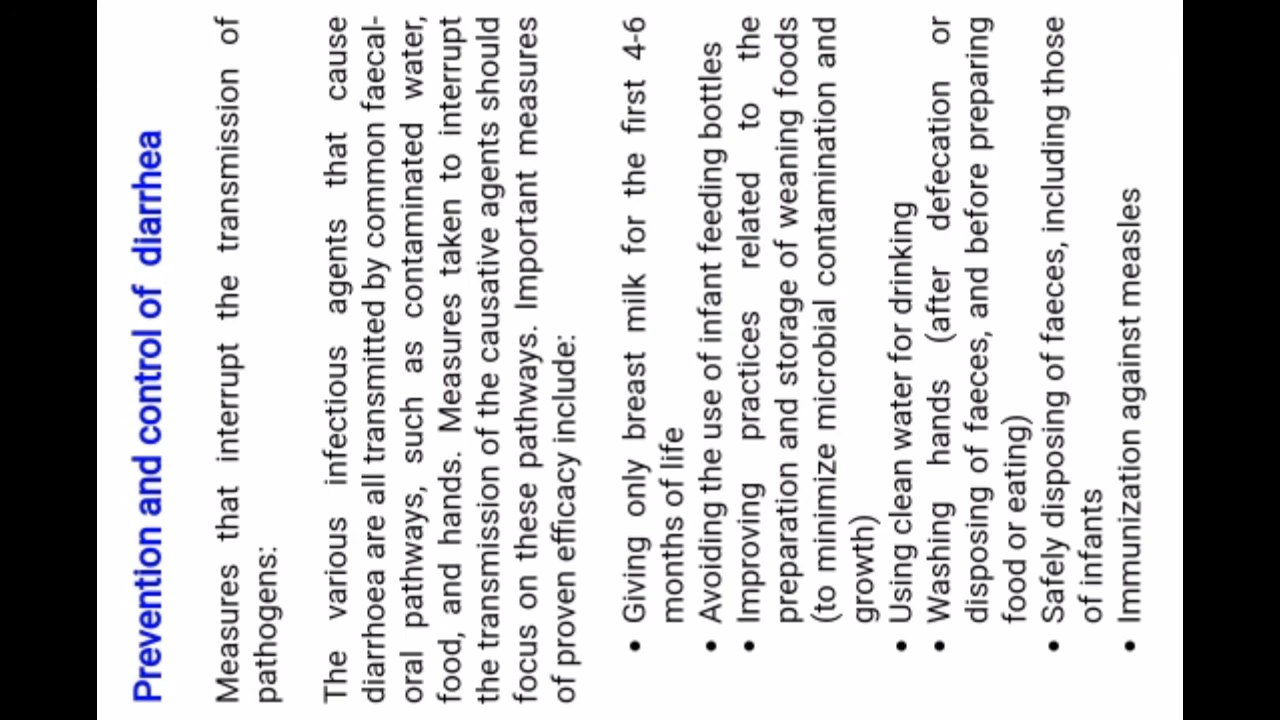 Prevention and control of diarrhea
Measures that interrupt the transmission of
pathogens:
The various infectious agents that cause
diarrhoea are all transmitted by common faecal-
oral pathways, such as contaminated water,
food, and hands. Measures taken to interrupt
the transmission of the causative agents should
focus on these pathways. Important measures
of proven efficacy include:
• Giving only breast milk for the first 4-6
months of life
• Avoiding the use of infant feeding bottles
• Improving practices related to the
preparation and storage of weaning foods
(to minimize microbial contamination and
growth)
• Using clean water for drinking
• Washing hands (after defecation or
disposing of faeces, and before preparing
food or eating)
• Safely disposing of faeces, including those
of infants
• Immunization against measles